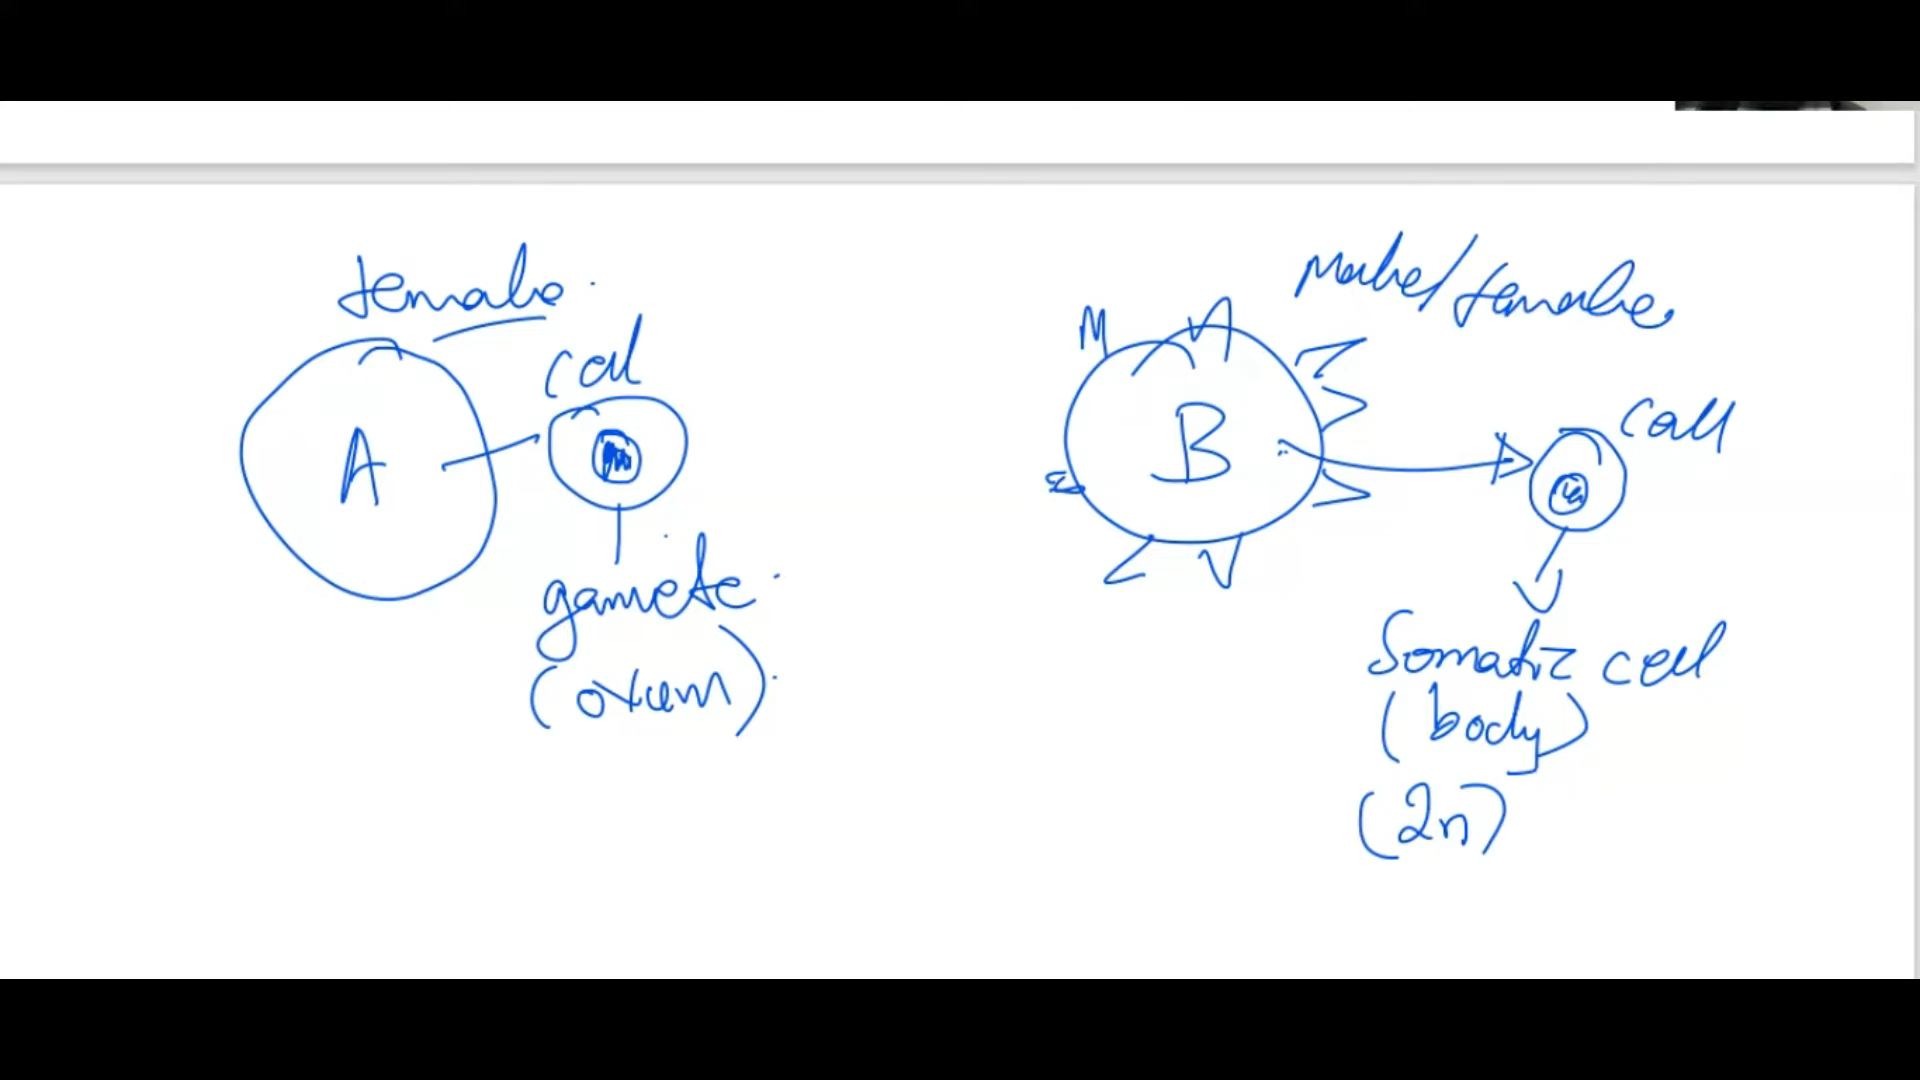 female
cell
A
gamete
(ovum)
Male/female
B
cell
Somatic cell
(body)
(2n)